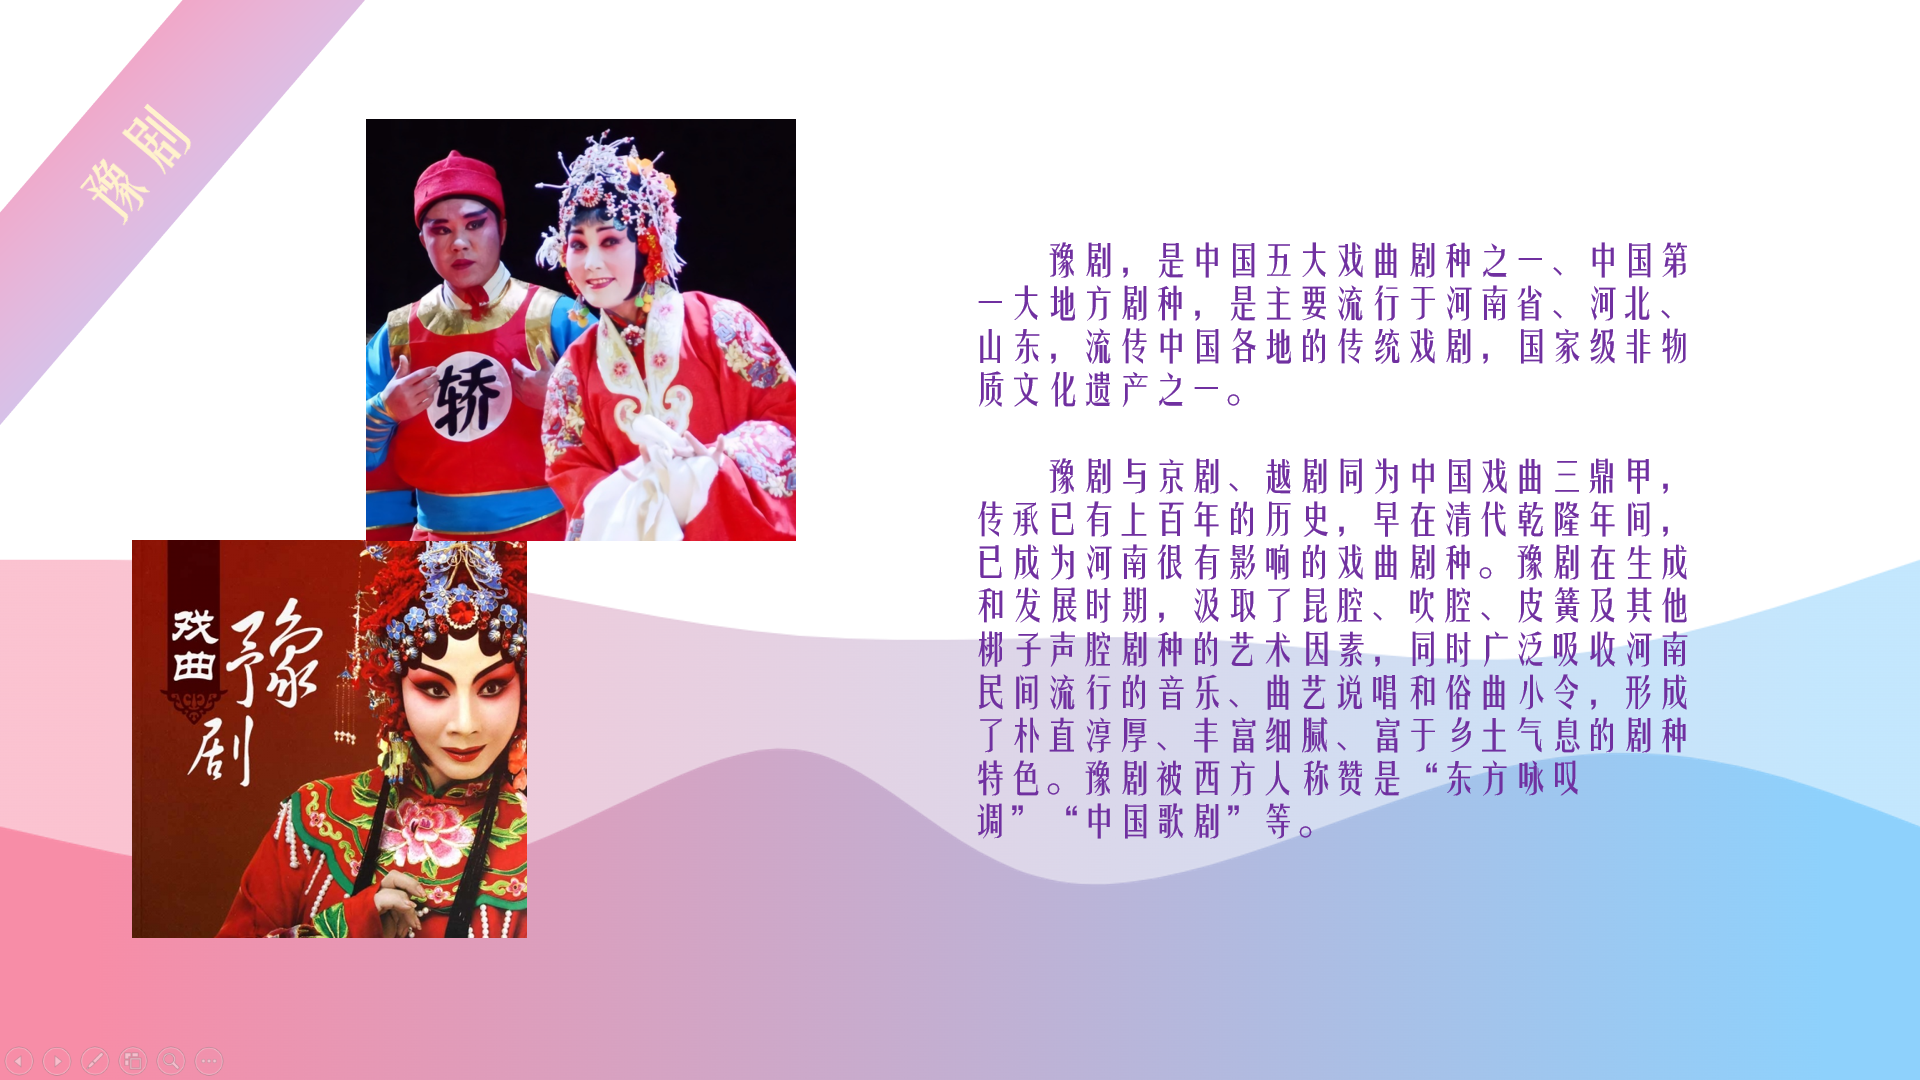 豫剧
轿
戏曲
豫剧
豫剧，是中国五大戏曲剧种之一、中国第
一大地方剧种，是主要流行于河南省、河北、
山东，流传中国各地的传统戏剧，国家级非物
质文化遗产之一。
豫剧与京剧、越剧同为中国戏曲三鼎甲，
传承已有上百年的历史，早在清代乾隆年间，
已成为河南很有影响的戏曲剧种。豫剧在生成
和发展时期，汲取了昆腔、吹腔、皮簧及其他
梆子声腔剧种的艺术因素，同时广泛吸收河南
民间流行的音乐、曲艺说唱和俗曲小令，形成
了朴直淳厚、丰富细腻、富于乡土气息的剧种
特色。豫剧被西方人称赞是“东方咏叹
调”“中国歌剧”等。